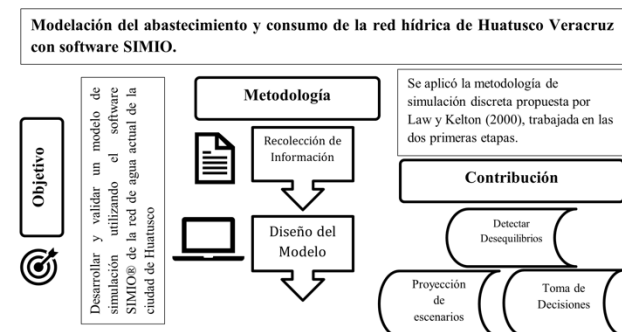 Modelación del abastecimiento y consumo de la red hídrica de Huatusco Veracruz
con software SIMIO.
Objetivo
Desarrollar y validar un modelo de
simulación utilizando el software
SIMIO® de la red de agua actual de la
ciudad de Huatusco
Metodología
Recolección de
Información
Diseño del
Modelo
Se aplicó la metodología de
simulación discreta propuesta por
Law y Kelton (2000), trabajada en las
dos primeras etapas.
Contribución
Detectar
Desequilibrios
Proyección
de
escenarios
Toma de
Decisiones